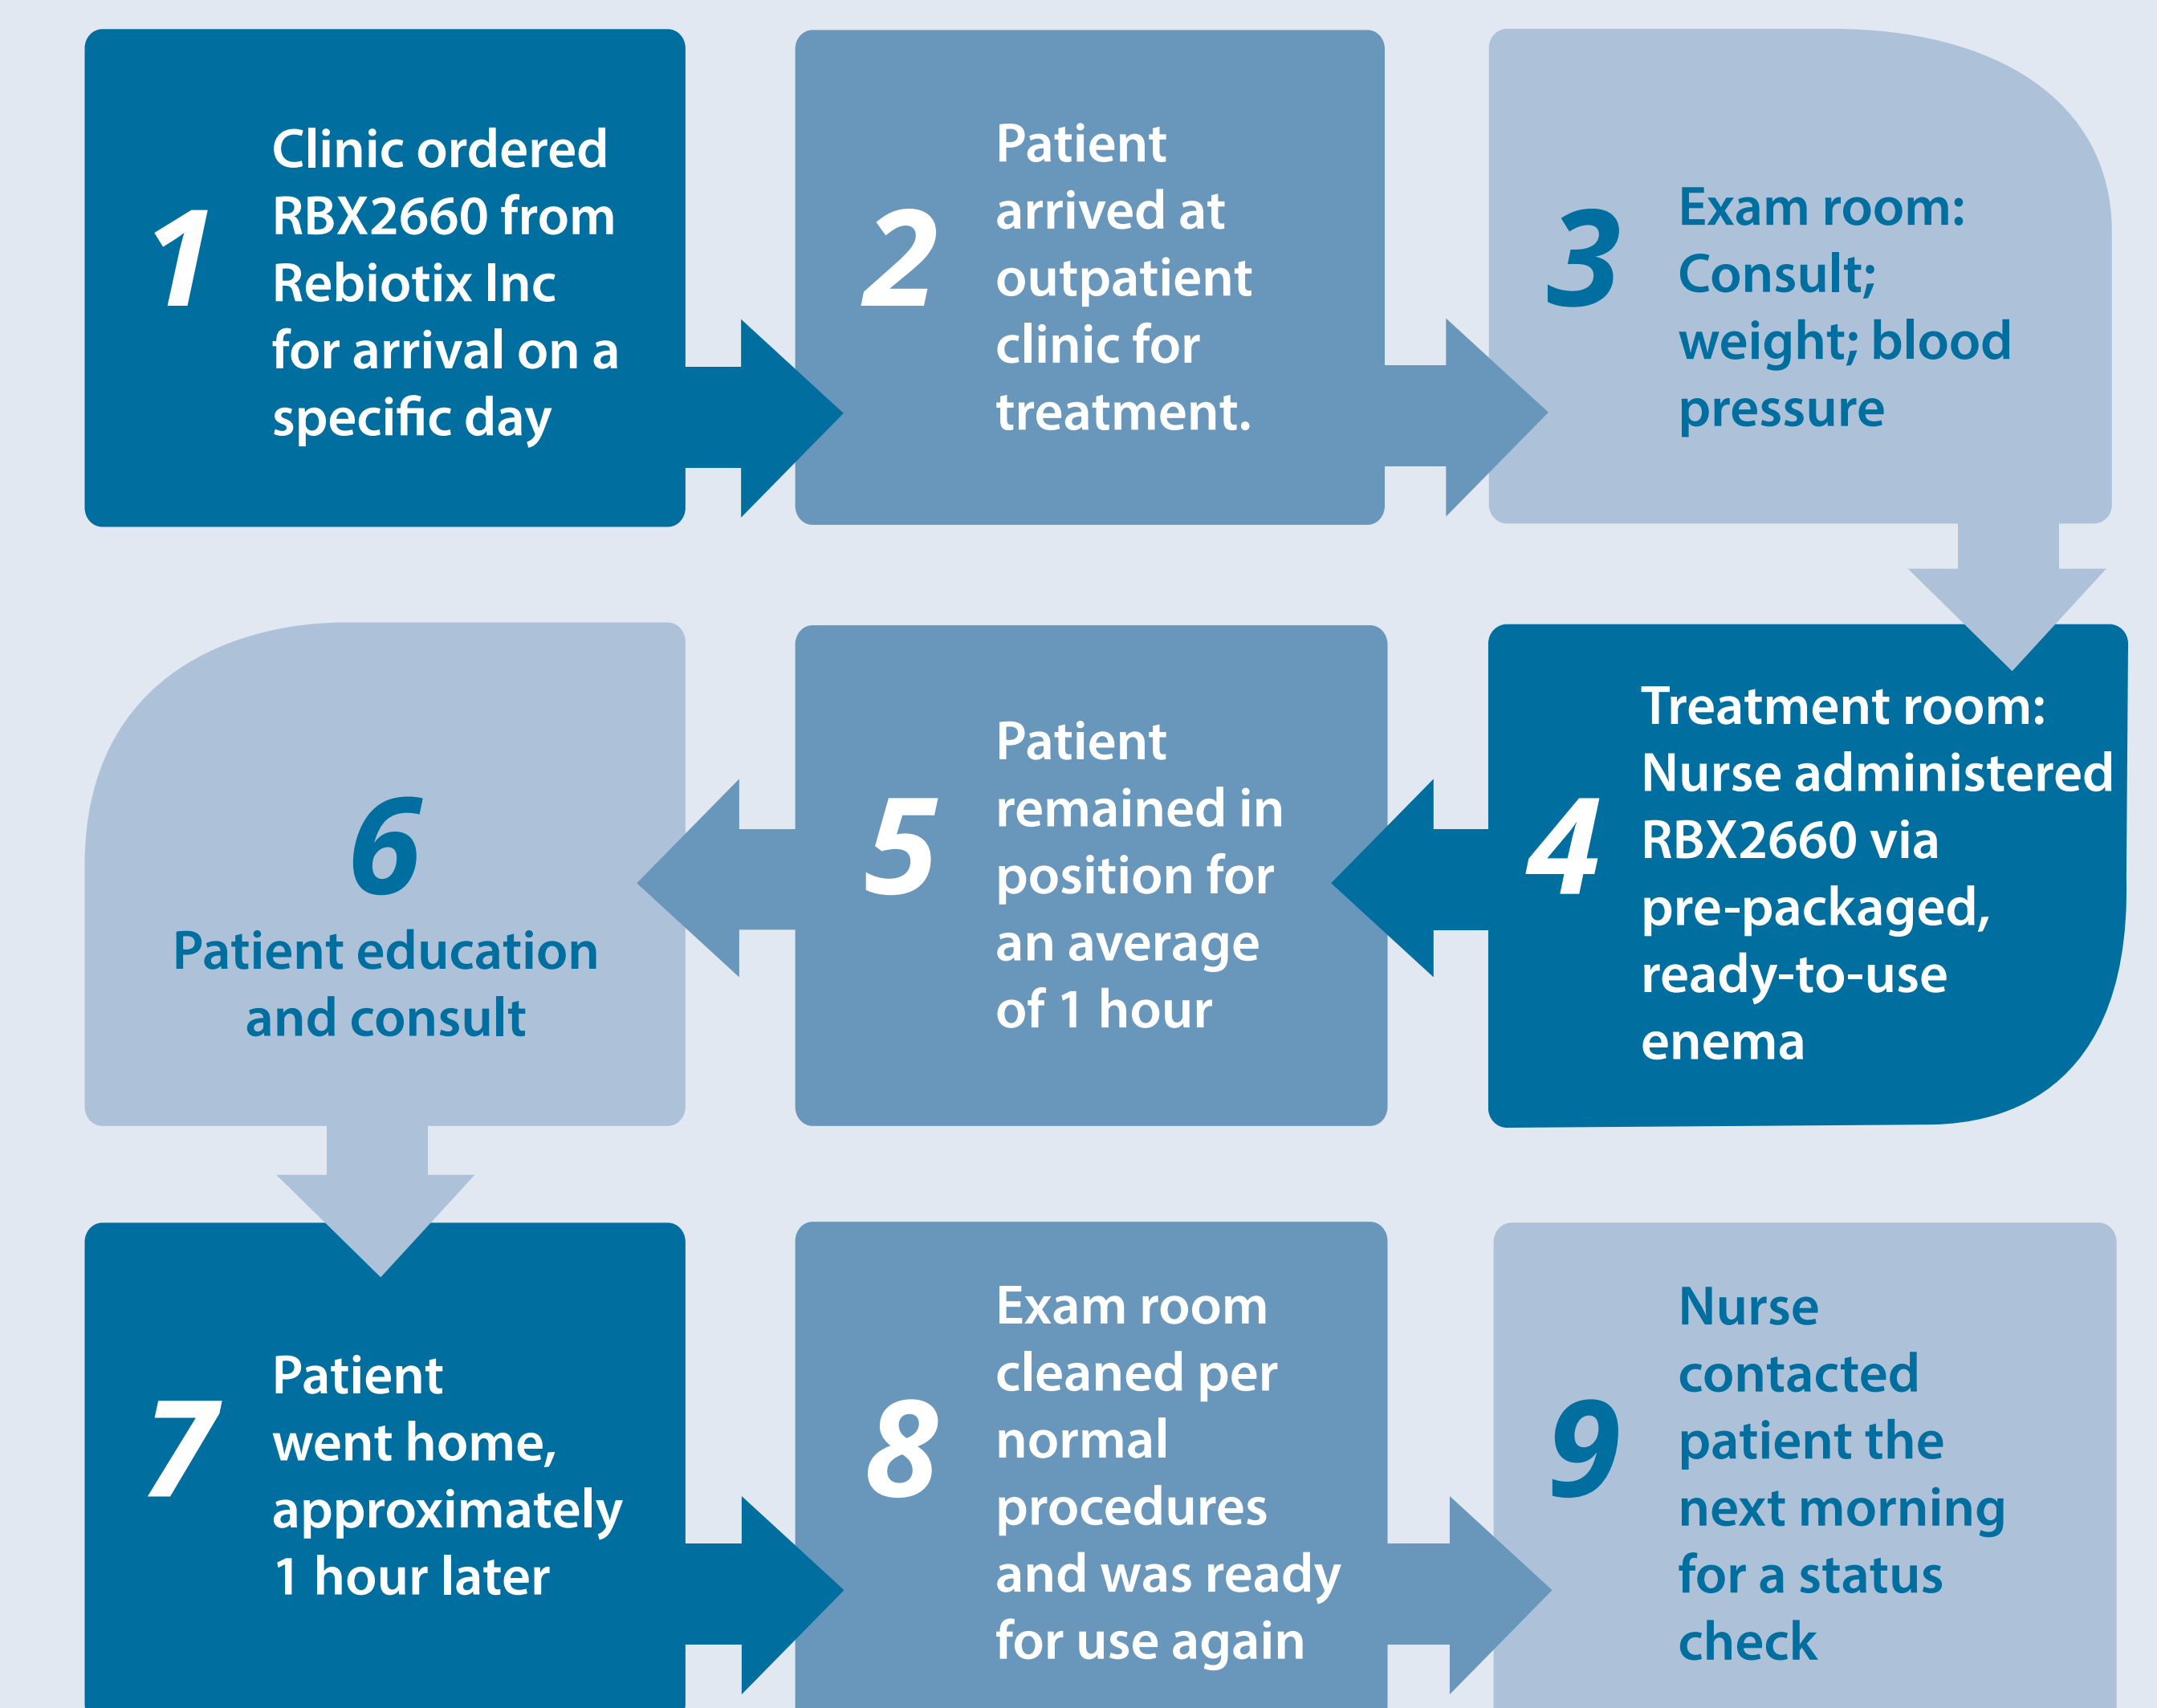 1
Clinic ordered
RBX2660 from
Rebiotix Inc
for arrival on a
specific day
2
Patient
arrived at
outpatient
clinic for
treatment.
3
Exam room:
Consult;
weight; blood
pressure
4
Treatment room:
Nurse administered
RBX2660 via
pre-packaged,
ready-to-use
enema
5
Patient
remained in
position for
an average
of 1 hour
6
Patient education
and consult
7
Patient
went home,
approximately
1 hour later
8
Exam room
cleaned per
normal
procedures
and was ready
for use again
9
Nurse
contacted
patient the
next morning
for a status
check